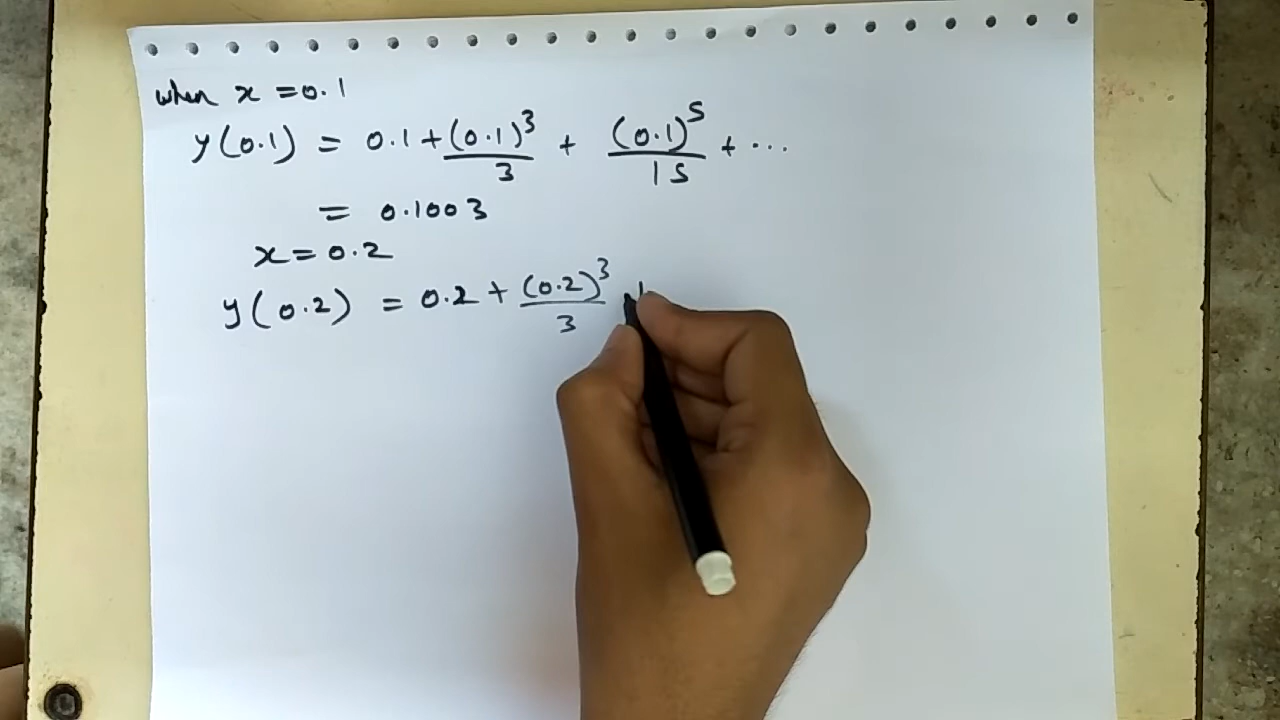 when x = 0.1
y(0.1) = 0.1 + (0.1)^3/3 + (0.1)^5/15 + ...
= 0.1003
x = 0.2
y(0.2) = 0.2 + (0.2)^3/3 +